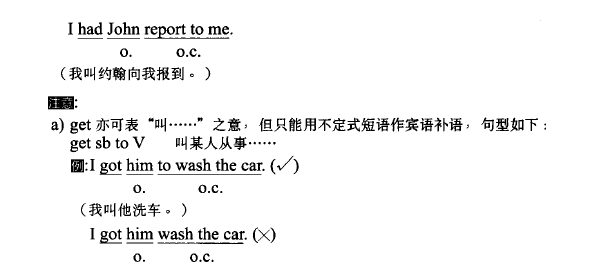 I had John report to me.
o. o.c.
(我叫约翰向我报到。)
注意:
a) get 亦可表“叫……”之意，但只能用不定式短语作宾语补语，句型如下：
get sb to V 叫某人从事……
例:I got him to wash the car. (✓)
o. o.c.
(我叫他洗车。)
I got him wash the car. (×)
o. o.c.